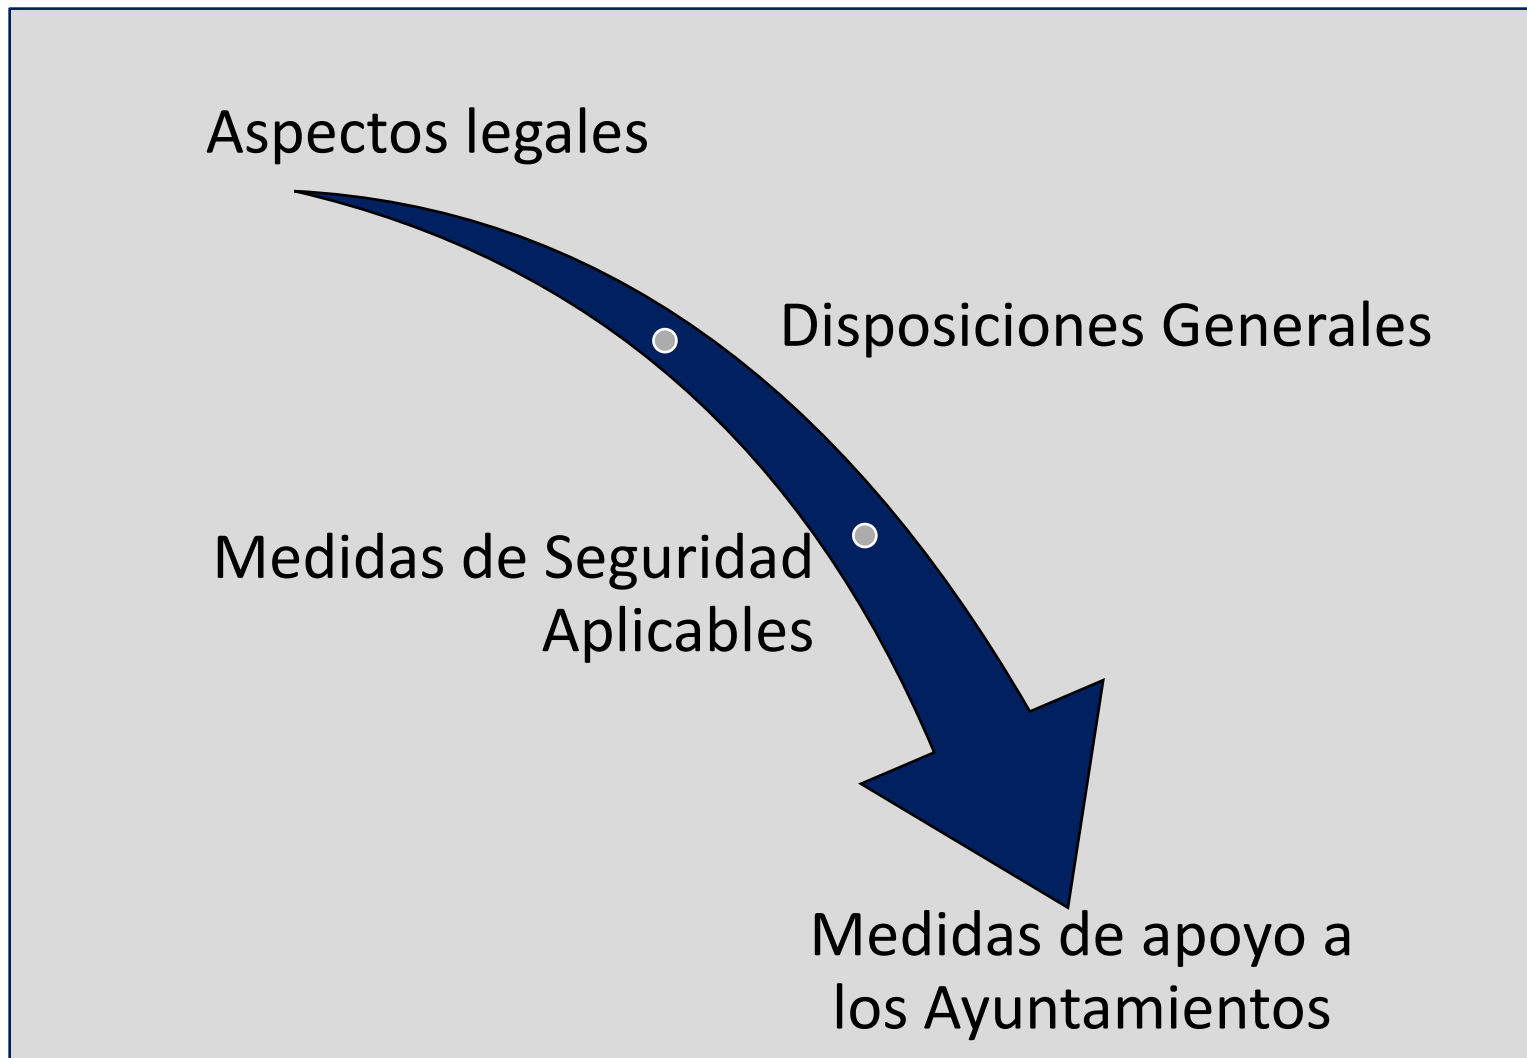 Aspectos legales
Disposiciones Generales
Medidas de Seguridad
Aplicables
Medidas de apoyo a
los Ayuntamientos